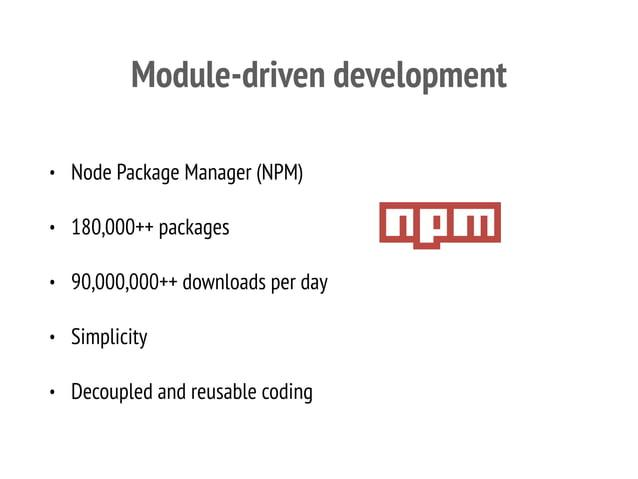 Module-driven development
• Node Package Manager (NPM)
• 180,000++ packages
npm
• 90,000,000++ downloads per day
• Simplicity
• Decoupled and reusable coding